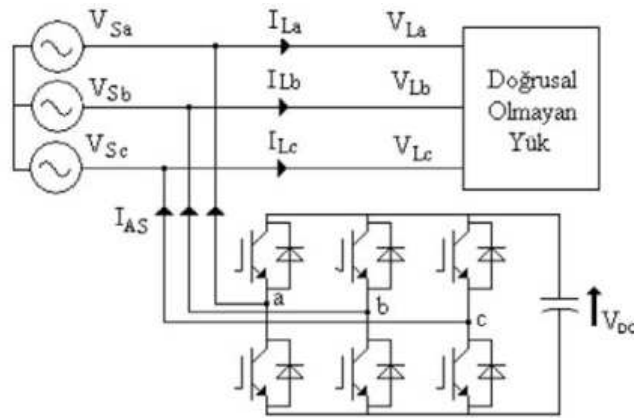 V_Sa I_La V_La
V_Sb I_Lb V_Lb
V_Sc I_Lc V_Lc
Doğrusal
Olmayan
Yük
I_AS
a
b
c
V_DC